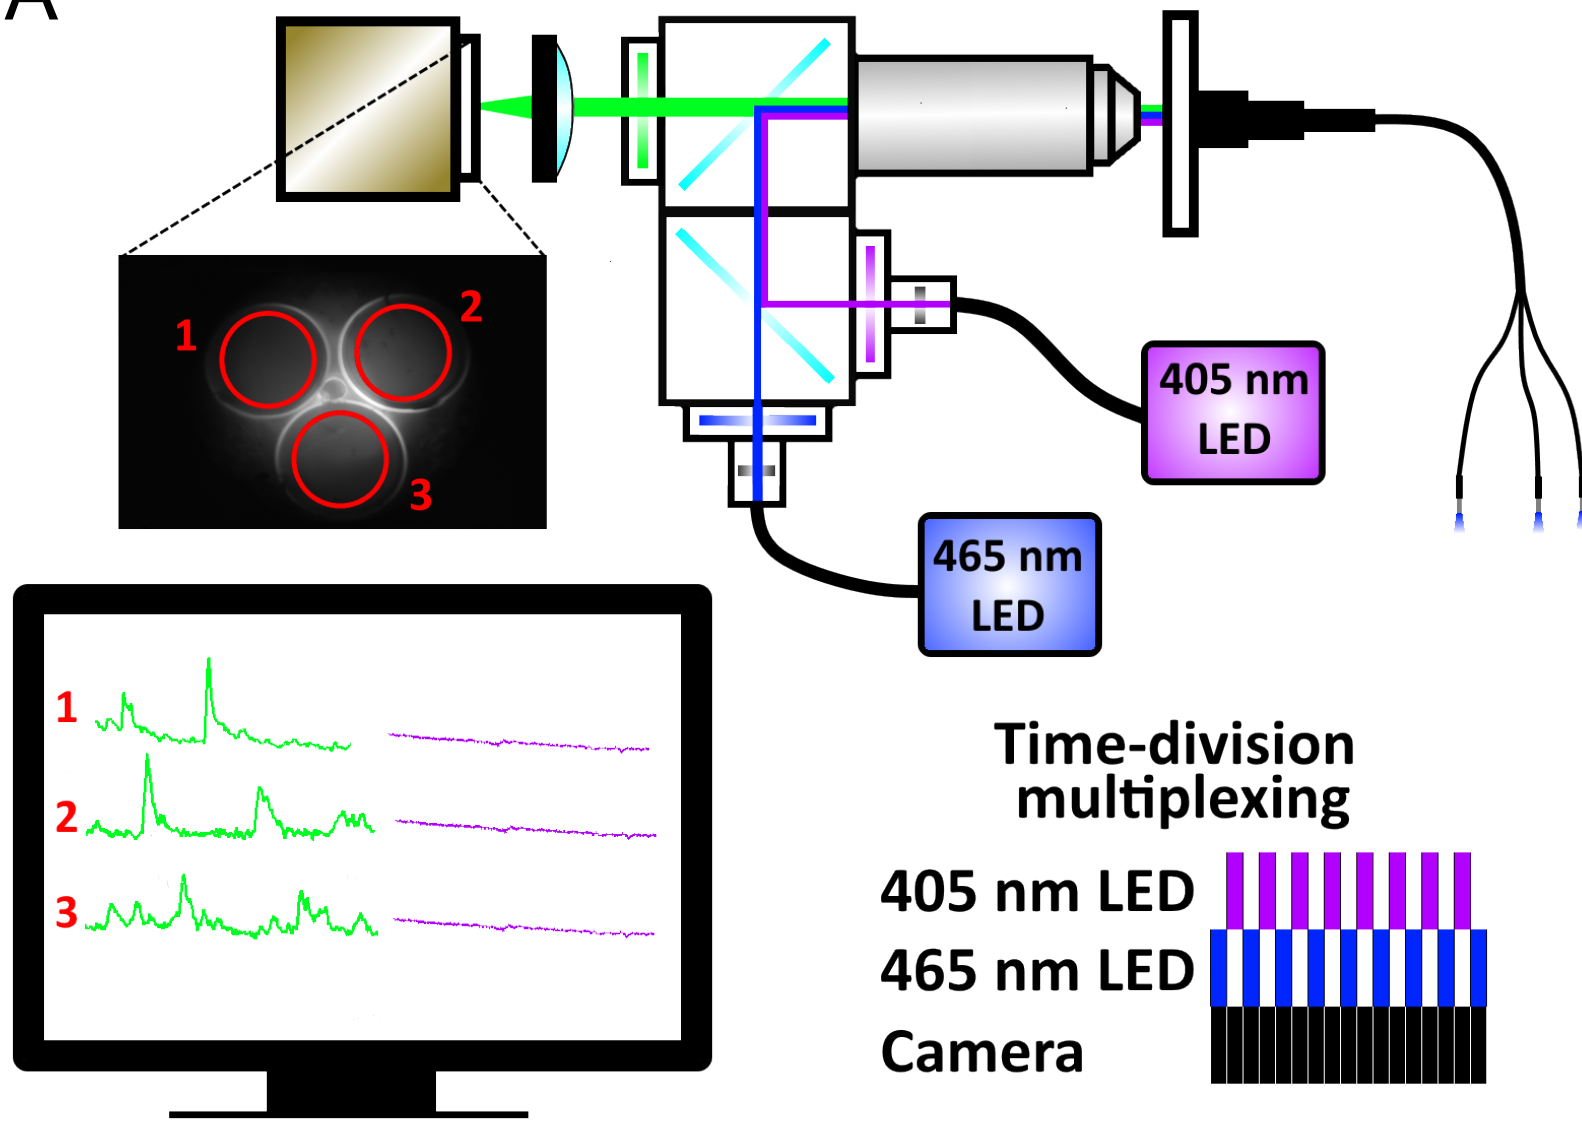 A
1
2
3
405 nm
LED
465 nm
LED
1
2
3
Time-division
multiplexing
405 nm LED
465 nm LED
Camera